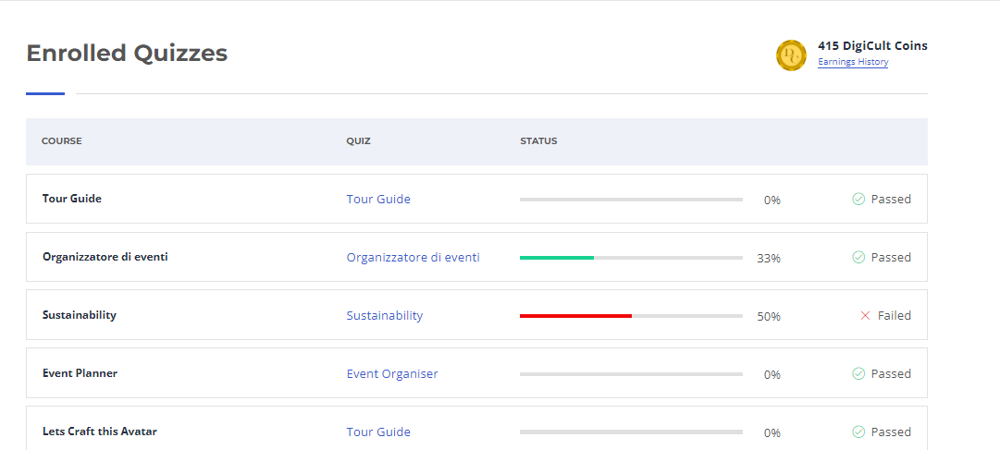 Enrolled Quizzes
415 DigiCult Coins
Earnings History
COURSE QUIZ STATUS
Tour Guide Tour Guide 0% Passed
Organizzatore di eventi Organizzatore di eventi 33% Passed
Sustainability Sustainability 50% Failed
Event Planner Event Organiser 0% Passed
Lets Craft this Avatar Tour Guide 0% Passed